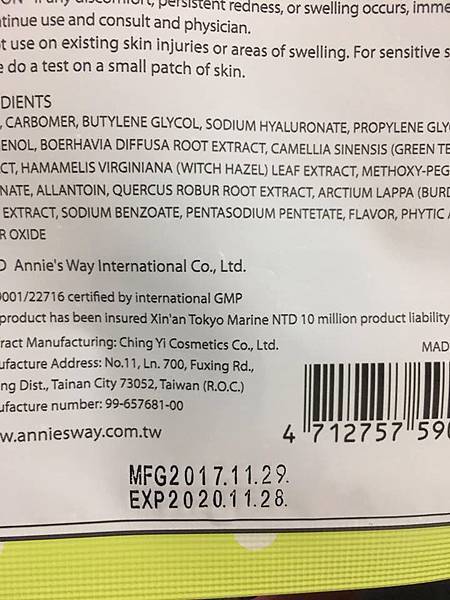 ON - If any discomfort, persistent redness, or swelling occurs, imme
tinue use and consult and physician.
t use on existing skin injuries or areas of swelling. For sensitive s
e do a test on a small patch of skin.
DIENTS
, CARBOMER, BUTYLENE GLYCOL, SODIUM HYALURONATE, PROPYLENE GLY
ENOL, BOERHAVIA DIFFUSA ROOT EXTRACT, CAMELLIA SINENSIS (GREEN TE
CT, HAMAMELIS VIRGINIANA (WITCH HAZEL) LEAF EXTRACT, METHOXY-PEG
NATE, ALLANTOIN, QUERCUS ROBUR ROOT EXTRACT, ARCTIUM LAPPA (BURD
EXTRACT, SODIUM BENZOATE, PENTASODIUM PENTETATE, FLAVOR, PHYTIC A
R OXIDE
D Annie's Way International Co., Ltd.
9001/22716 certified by international GMP
product has been insured Xin'an Tokyo Marine NTD 10 million product liability
ract Manufacturing: Ching Yi Cosmetics Co., Ltd.
MAD
ufacture Address: No.11, Ln. 700, Fuxing Rd.,
ng Dist., Tainan City 73052, Taiwan (R.O.C.)
ufacture number: 99-657681-00
w.anniesway.com.tw
4 712757 590
MFG2017.11.29.
EXP2020.11.28.